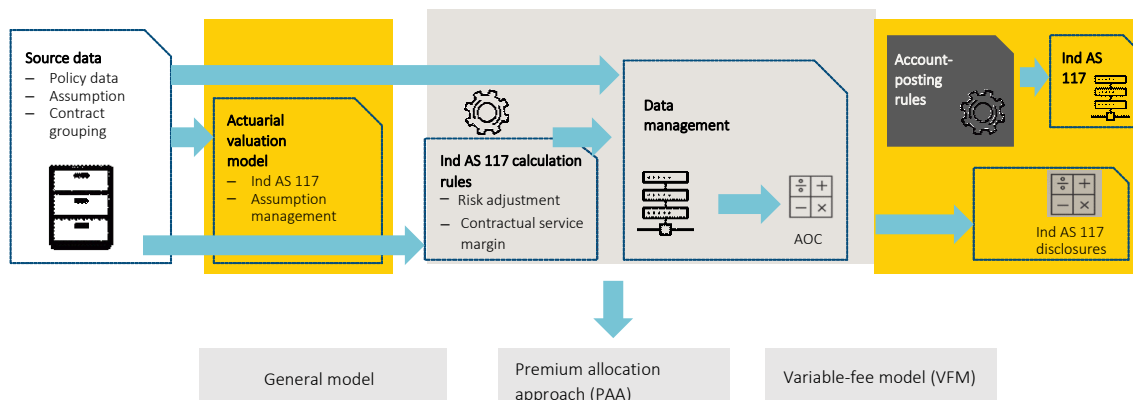 Source data
– Policy data
– Assumption
– Contract
grouping
Actuarial
valuation
model
– Ind AS 117
– Assumption
management
Ind AS 117 calculation
rules
– Risk adjustment
– Contractual service
margin
Data
management
AOC
Account-
posting
rules
Ind AS
117
Ind AS 117
disclosures
General model
Premium allocation
approach (PAA)
Variable-fee model (VFM)